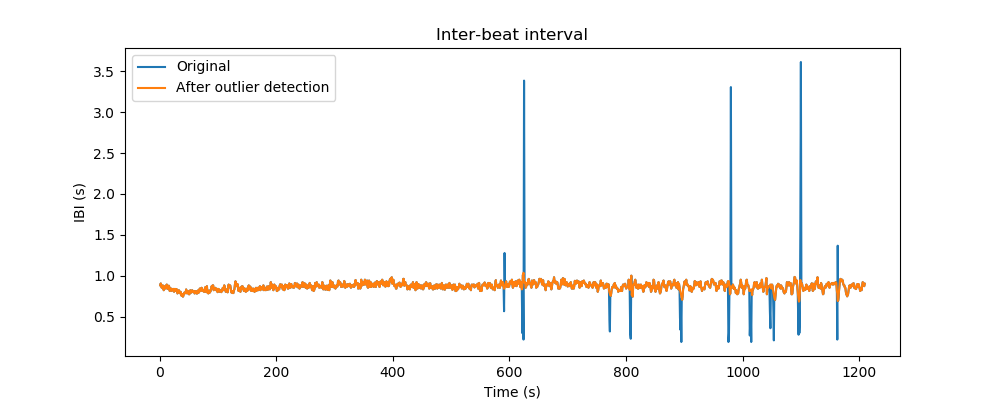 Inter-beat interval
Original
After outlier detection
3.5
3.0
2.5
2.0
1.5
1.0
0.5
IBI (s)
0
200
400
600
800
1000
1200
Time (s)